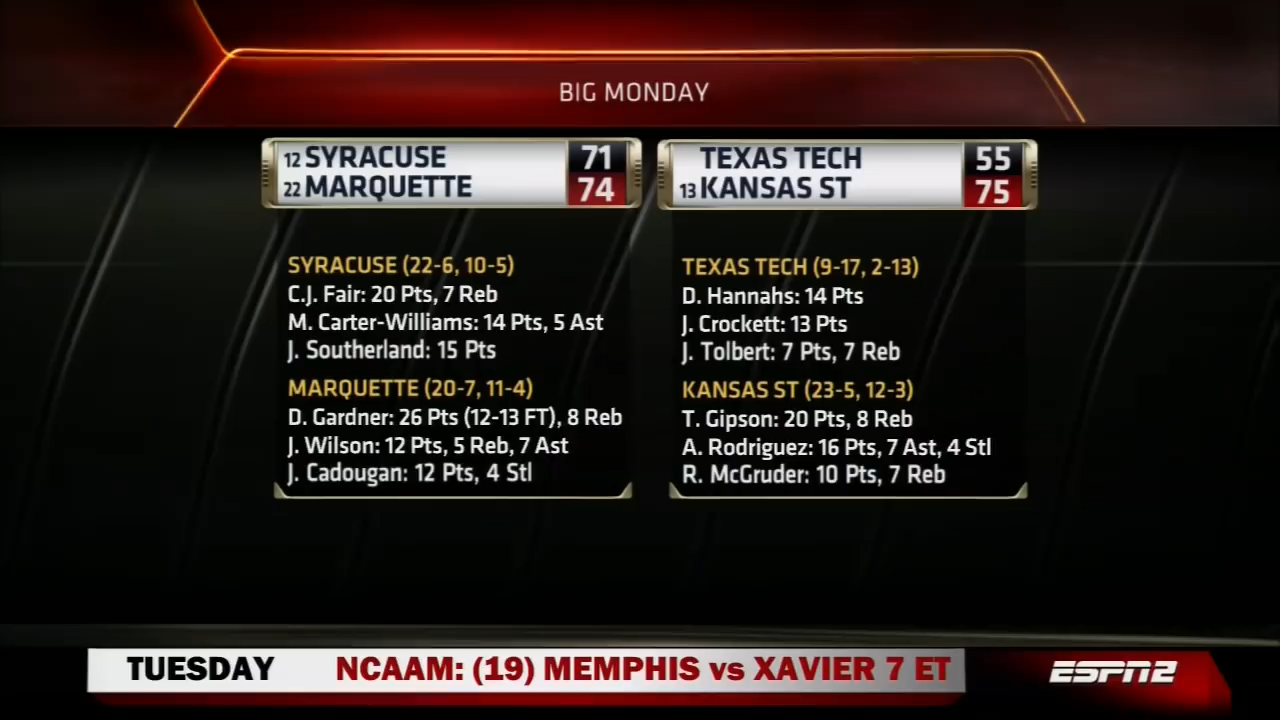 BIG MONDAY
12 SYRACUSE 71
22 MARQUETTE 74
SYRACUSE (22-6, 10-5)
C.J. Fair: 20 Pts, 7 Reb
M. Carter-Williams: 14 Pts, 5 Ast
J. Southerland: 15 Pts
MARQUETTE (20-7, 11-4)
D. Gardner: 26 Pts (12-13 FT), 8 Reb
J. Wilson: 12 Pts, 5 Reb, 7 Ast
J. Cadougan: 12 Pts, 4 Stl
TEXAS TECH 55
13 KANSAS ST 75
TEXAS TECH (9-17, 2-13)
D. Hannahs: 14 Pts
J. Crockett: 13 Pts
J. Tolbert: 7 Pts, 7 Reb
KANSAS ST (23-5, 12-3)
T. Gipson: 20 Pts, 8 Reb
A. Rodriguez: 16 Pts, 7 Ast, 4 Stl
R. McGruder: 10 Pts, 7 Reb
TUESDAY NCAAM: (19) MEMPHIS vs XAVIER 7 ET
ESPN2